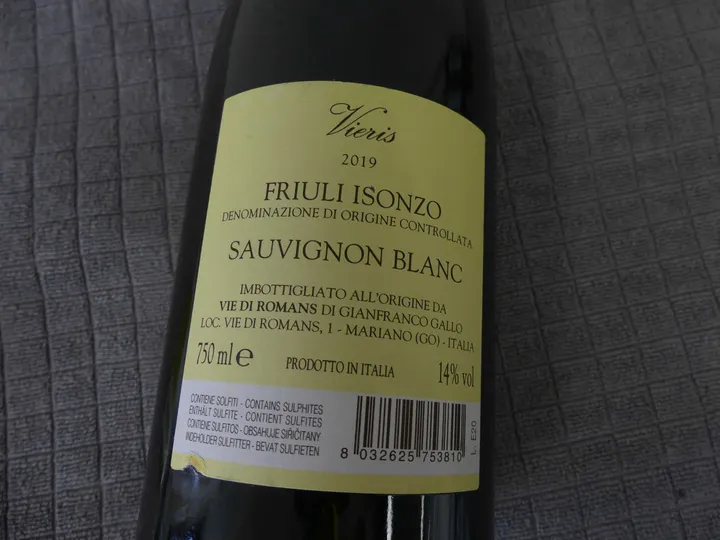 Vieris
2019
FRIULI ISONZO
DENOMINAZIONE DI ORIGINE CONTROLLATA
SAUVIGNON BLANC
IMBOTTIGLIATO ALL'ORIGINE DA
VIE DI ROMANS DI GIANFRANCO GALLO
LOC. VIE DI ROMANS, 1 - MARIANO (GO) - ITALIA
750 ml e PRODOTTO IN ITALIA 14% vol
CONTIENE SOLFITI - CONTAINS SULPHITES
ENTHÄLT SULFITE - CONTIENT SULFITES
CONTIENE SULFITOS - OBSAHUJE SIŘIČITANY
INDEHOLDER SULFITTER - BEVAT SULFIETEN
8 032625 753810
L. E20